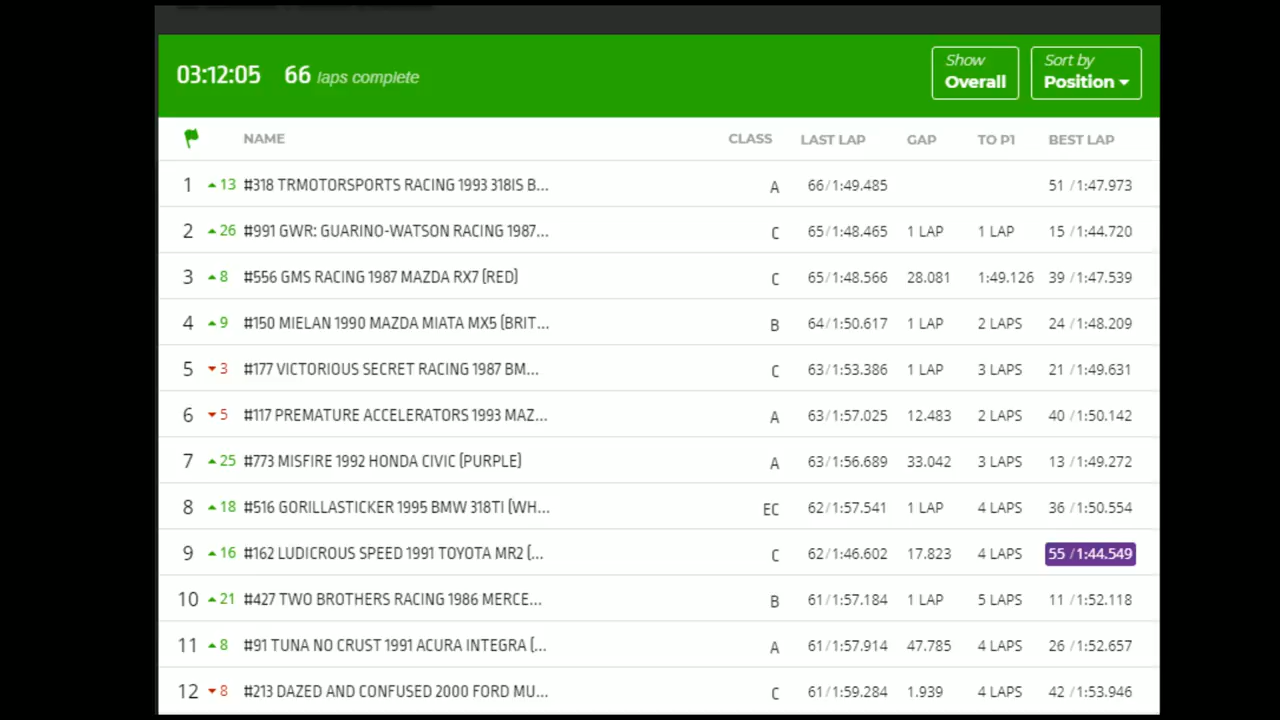 03:12:05 66 laps complete Show Overall Sort by Position
NAME CLASS LAST LAP GAP TO P1 BEST LAP
1 13 #318 TRMOTORSPORTS RACING 1993 318IS B... A 66/1:49.485 51 /1:47.973
2 26 #991 GWR: GUARINO-WATSON RACING 1987... C 65/1:48.465 1 LAP 1 LAP 15 /1:44.720
3 8 #556 GMS RACING 1987 MAZDA RX7 (RED) C 65/1:48.566 28.081 1:49.126 39 /1:47.539
4 9 #150 MIELAN 1990 MAZDA MIATA MX5 (BRIT... B 64/1:50.617 1 LAP 2 LAPS 24 /1:48.209
5 3 #177 VICTORIOUS SECRET RACING 1987 BM... C 63/1:53.386 1 LAP 3 LAPS 21 /1:49.631
6 5 #117 PREMATURE ACCELERATORS 1993 MAZ... A 63/1:57.025 12.483 2 LAPS 40 /1:50.142
7 25 #773 MISFIRE 1992 HONDA CIVIC (PURPLE) A 63/1:56.689 33.042 3 LAPS 13 /1:49.272
8 18 #516 GORILLASTICKER 1995 BMW 318TI (WH... EC 62/1:57.541 1 LAP 4 LAPS 36 /1:50.554
9 16 #162 LUDICROUS SPEED 1991 TOYOTA MR2 (... C 62/1:46.602 17.823 4 LAPS 55 /1:44.549
10 21 #427 TWO BROTHERS RACING 1986 MERCE... B 61/1:57.184 1 LAP 5 LAPS 11 /1:52.118
11 8 #91 TUNA NO CRUST 1991 ACURA INTEGRA (... A 61/1:57.914 47.785 4 LAPS 26 /1:52.657
12 8 #213 DAZED AND CONFUSED 2000 FORD MU... C 61/1:59.284 1.939 4 LAPS 42 /1:53.946